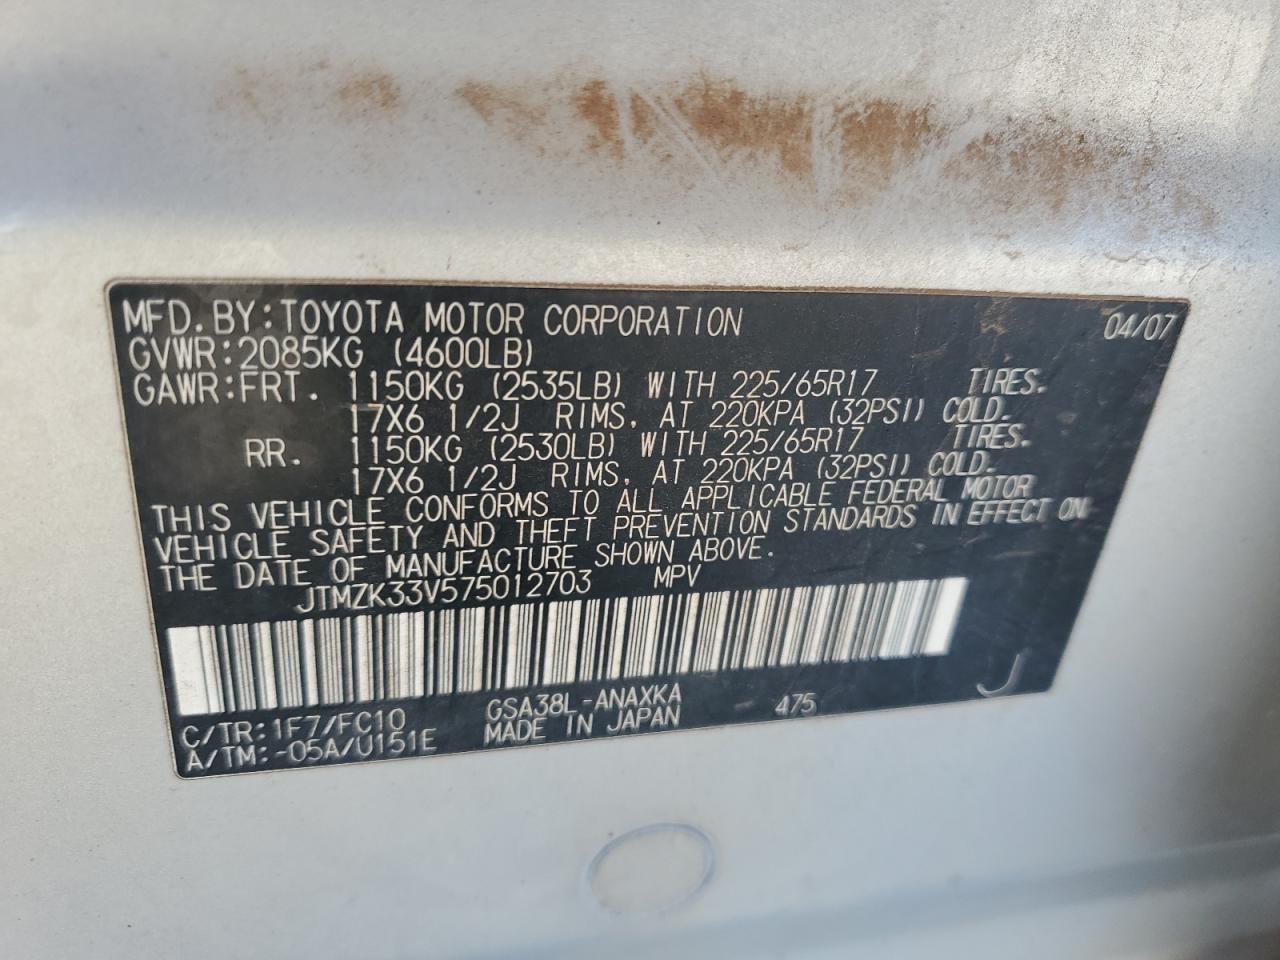 MFD. BY: TOYOTA MOTOR CORPORATION 04/07
GVWR: 2085KG (4600LB)
GAWR: FRT. 1150KG (2535LB) WITH 225/65R17 TIRES.
17X6 1/2J RIMS, AT 220KPA (32PSI) COLD.
RR. 1150KG (2530LB) WITH 225/65R17 TIRES.
17X6 1/2J RIMS, AT 220KPA (32PSI) COLD.
THIS VEHICLE CONFORMS TO ALL APPLICABLE FEDERAL MOTOR
VEHICLE SAFETY AND THEFT PREVENTION STANDARDS IN EFFECT ON
THE DATE OF MANUFACTURE SHOWN ABOVE.
JTMZK33V575012703 MPV
C/TR: 1F7/FC10 GSA38L-ANAXKA 475 J
A/TM: -05A/U151E MADE IN JAPAN